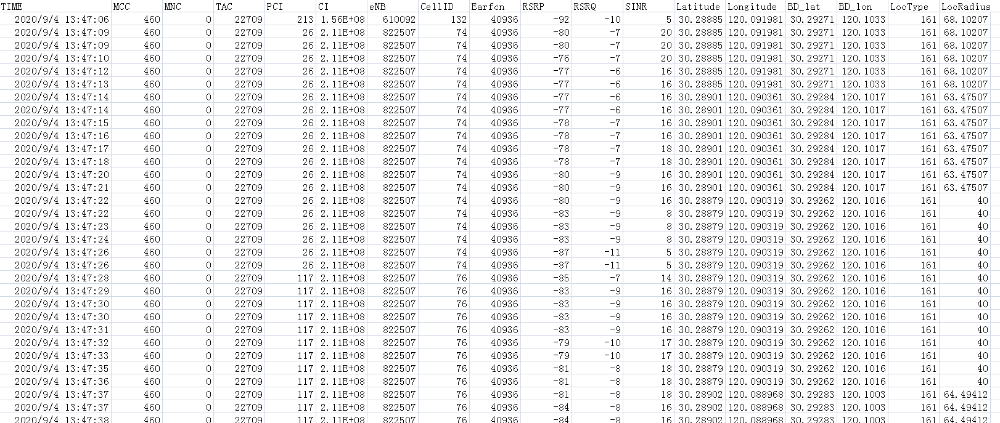 TIME MCC MNC TAC PCI CI eNB CellID Earfcn RSRP RSRQ SINR Latitude Longitude BD_lat BD_lon LocType LocRadius
2020/9/4 13:47:06 460 0 22709 213 1.56E+08 610092 132 40936 -92 -10 5 30.28885 120.091981 30.29271 120.1033 161 68.10207
2020/9/4 13:47:09 460 0 22709 26 2.11E+08 822507 74 40936 -80 -7 20 30.28885 120.091981 30.29271 120.1033 161 68.10207
2020/9/4 13:47:09 460 0 22709 26 2.11E+08 822507 74 40936 -80 -7 20 30.28885 120.091981 30.29271 120.1033 161 68.10207
2020/9/4 13:47:10 460 0 22709 26 2.11E+08 822507 74 40936 -76 -7 20 30.28885 120.091981 30.29271 120.1033 161 68.10207
2020/9/4 13:47:12 460 0 22709 26 2.11E+08 822507 74 40936 -77 -6 16 30.28885 120.091981 30.29271 120.1033 161 68.10207
2020/9/4 13:47:13 460 0 22709 26 2.11E+08 822507 74 40936 -77 -6 16 30.28885 120.091981 30.29271 120.1033 161 68.10207
2020/9/4 13:47:14 460 0 22709 26 2.11E+08 822507 74 40936 -77 -6 16 30.28901 120.090361 30.29284 120.1017 161 63.47507
2020/9/4 13:47:14 460 0 22709 26 2.11E+08 822507 74 40936 -77 -6 16 30.28901 120.090361 30.29284 120.1017 161 63.47507
2020/9/4 13:47:15 460 0 22709 26 2.11E+08 822507 74 40936 -78 -7 16 30.28901 120.090361 30.29284 120.1017 161 63.47507
2020/9/4 13:47:16 460 0 22709 26 2.11E+08 822507 74 40936 -78 -7 16 30.28901 120.090361 30.29284 120.1017 161 63.47507
2020/9/4 13:47:17 460 0 22709 26 2.11E+08 822507 74 40936 -78 -7 18 30.28901 120.090361 30.29284 120.1017 161 63.47507
2020/9/4 13:47:18 460 0 22709 26 2.11E+08 822507 74 40936 -78 -7 18 30.28901 120.090361 30.29284 120.1017 161 63.47507
2020/9/4 13:47:20 460 0 22709 26 2.11E+08 822507 74 40936 -80 -9 16 30.28901 120.090361 30.29284 120.1017 161 63.47507
2020/9/4 13:47:21 460 0 22709 26 2.11E+08 822507 74 40936 -80 -9 16 30.28901 120.090361 30.29284 120.1017 161 63.47507
2020/9/4 13:47:22 460 0 22709 26 2.11E+08 822507 74 40936 -80 -9 16 30.28879 120.090319 30.29262 120.1016 161 40
2020/9/4 13:47:22 460 0 22709 26 2.11E+08 822507 74 40936 -83 -9 8 30.28879 120.090319 30.29262 120.1016 161 40
2020/9/4 13:47:23 460 0 22709 26 2.11E+08 822507 74 40936 -83 -9 8 30.28879 120.090319 30.29262 120.1016 161 40
2020/9/4 13:47:24 460 0 22709 26 2.11E+08 822507 74 40936 -83 -9 8 30.28879 120.090319 30.29262 120.1016 161 40
2020/9/4 13:47:26 460 0 22709 26 2.11E+08 822507 74 40936 -87 -11 5 30.28879 120.090319 30.29262 120.1016 161 40
2020/9/4 13:47:26 460 0 22709 26 2.11E+08 822507 74 40936 -87 -11 5 30.28879 120.090319 30.29262 120.1016 161 40
2020/9/4 13:47:28 460 0 22709 117 2.11E+08 822507 76 40936 -85 -7 14 30.28879 120.090319 30.29262 120.1016 161 40
2020/9/4 13:47:29 460 0 22709 117 2.11E+08 822507 76 40936 -83 -9 16 30.28879 120.090319 30.29262 120.1016 161 40
2020/9/4 13:47:30 460 0 22709 117 2.11E+08 822507 76 40936 -83 -9 16 30.28879 120.090319 30.29262 120.1016 161 40
2020/9/4 13:47:30 460 0 22709 117 2.11E+08 822507 76 40936 -83 -9 16 30.28879 120.090319 30.29262 120.1016 161 40
2020/9/4 13:47:31 460 0 22709 117 2.11E+08 822507 76 40936 -83 -9 16 30.28879 120.090319 30.29262 120.1016 161 40
2020/9/4 13:47:32 460 0 22709 117 2.11E+08 822507 76 40936 -79 -10 17 30.28879 120.090319 30.29262 120.1016 161 40
2020/9/4 13:47:33 460 0 22709 117 2.11E+08 822507 76 40936 -79 -10 17 30.28879 120.090319 30.29262 120.1016 161 40
2020/9/4 13:47:35 460 0 22709 117 2.11E+08 822507 76 40936 -81 -8 18 30.28879 120.090319 30.29262 120.1016 161 40
2020/9/4 13:47:36 460 0 22709 117 2.11E+08 822507 76 40936 -81 -8 18 30.28879 120.090319 30.29262 120.1016 161 40
2020/9/4 13:47:37 460 0 22709 117 2.11E+08 822507 76 40936 -81 -8 18 30.28902 120.088968 30.29283 120.1003 161 64.49412
2020/9/4 13:47:37 460 0 22709 117 2.11E+08 822507 76 40936 -84 -8 16 30.28902 120.088968 30.29283 120.1003 161 64.49412
2020/9/4 13:47:38 460 0 22709 117 2.11E+08 822507 76 40936 -84 -8 16 30.28902 120.088968 30.29283 120.1003 161 64.49412